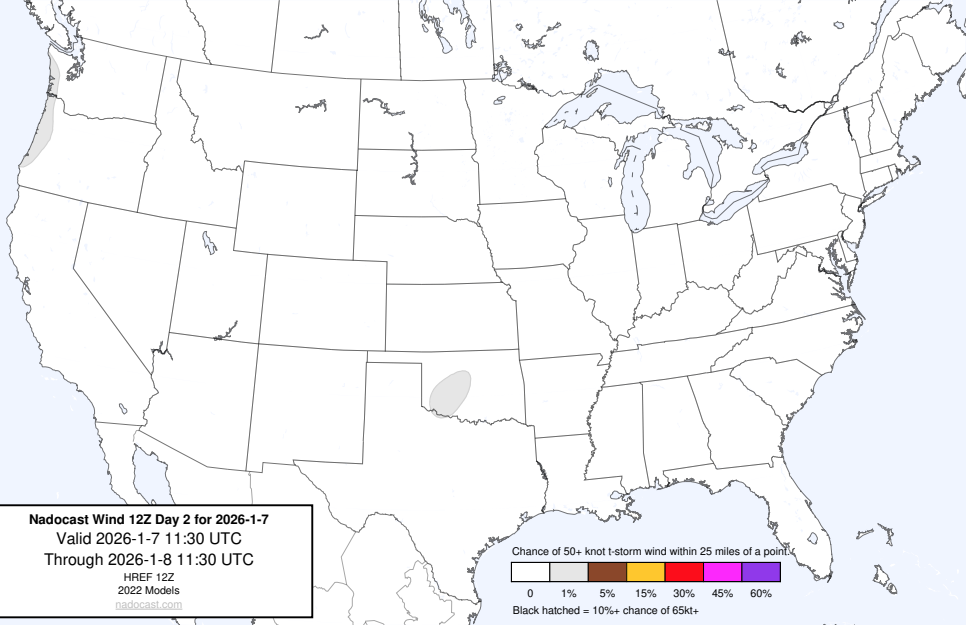 Nadocast Wind 12Z Day 2 for 2026-1-7
Valid 2026-1-7 11:30 UTC
Through 2026-1-8 11:30 UTC
HREF 12Z
2022 Models
nadocast.com
Chance of 50+ knot t-storm wind within 25 miles of a point.
0 1% 5% 15% 30% 45% 60%
Black hatched = 10%+ chance of 65kt+